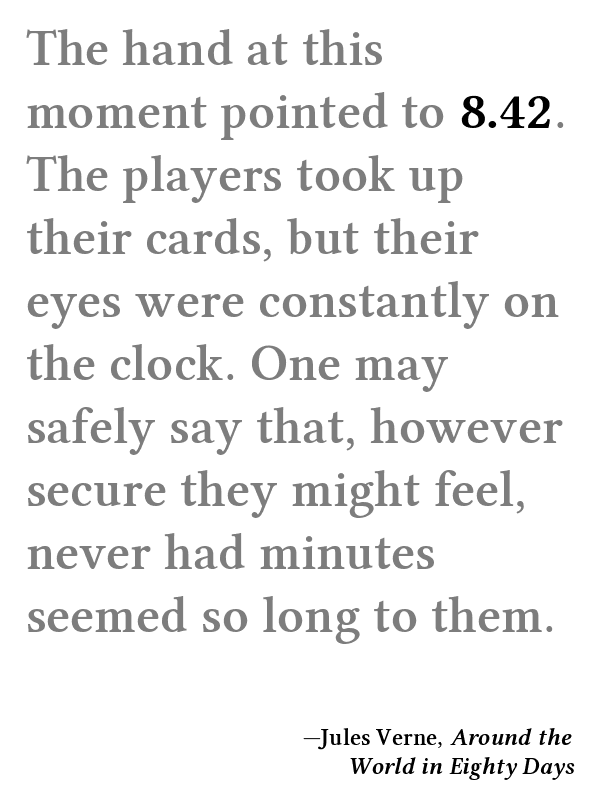 The hand at this
moment pointed to 8.42.
The players took up
their cards, but their
eyes were constantly on
the clock. One may
safely say that, however
secure they might feel,
never had minutes
seemed so long to them.
—Jules Verne, Around the
World in Eighty Days